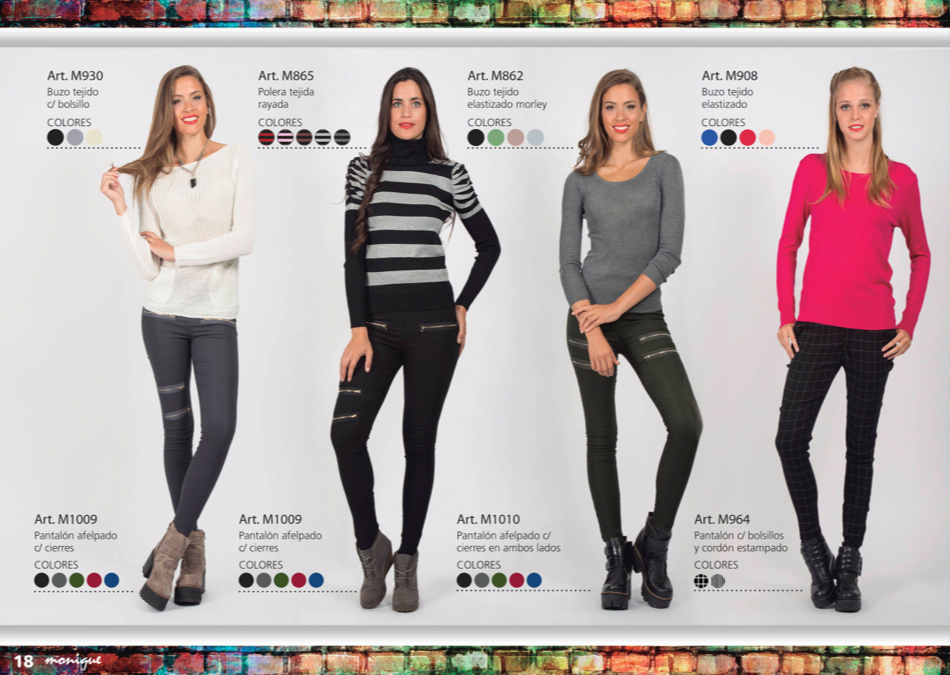 Art. M930
Buzo tejido
c/ bolsillo
COLORES
Art. M865
Polera tejida
rayada
COLORES
Art. M862
Buzo tejido
elastizado morley
COLORES
Art. M908
Buzo tejido
elastizado
COLORES
Art. M1009
Pantalón afelpado
c/ cierres
COLORES
Art. M1009
Pantalón afelpado
c/ cierres
COLORES
Art. M1010
Pantalón afelpado c/
cierres en ambos lados
COLORES
Art. M964
Pantalón c/ bolsillos
y cordón estampado
COLORES
18 monique